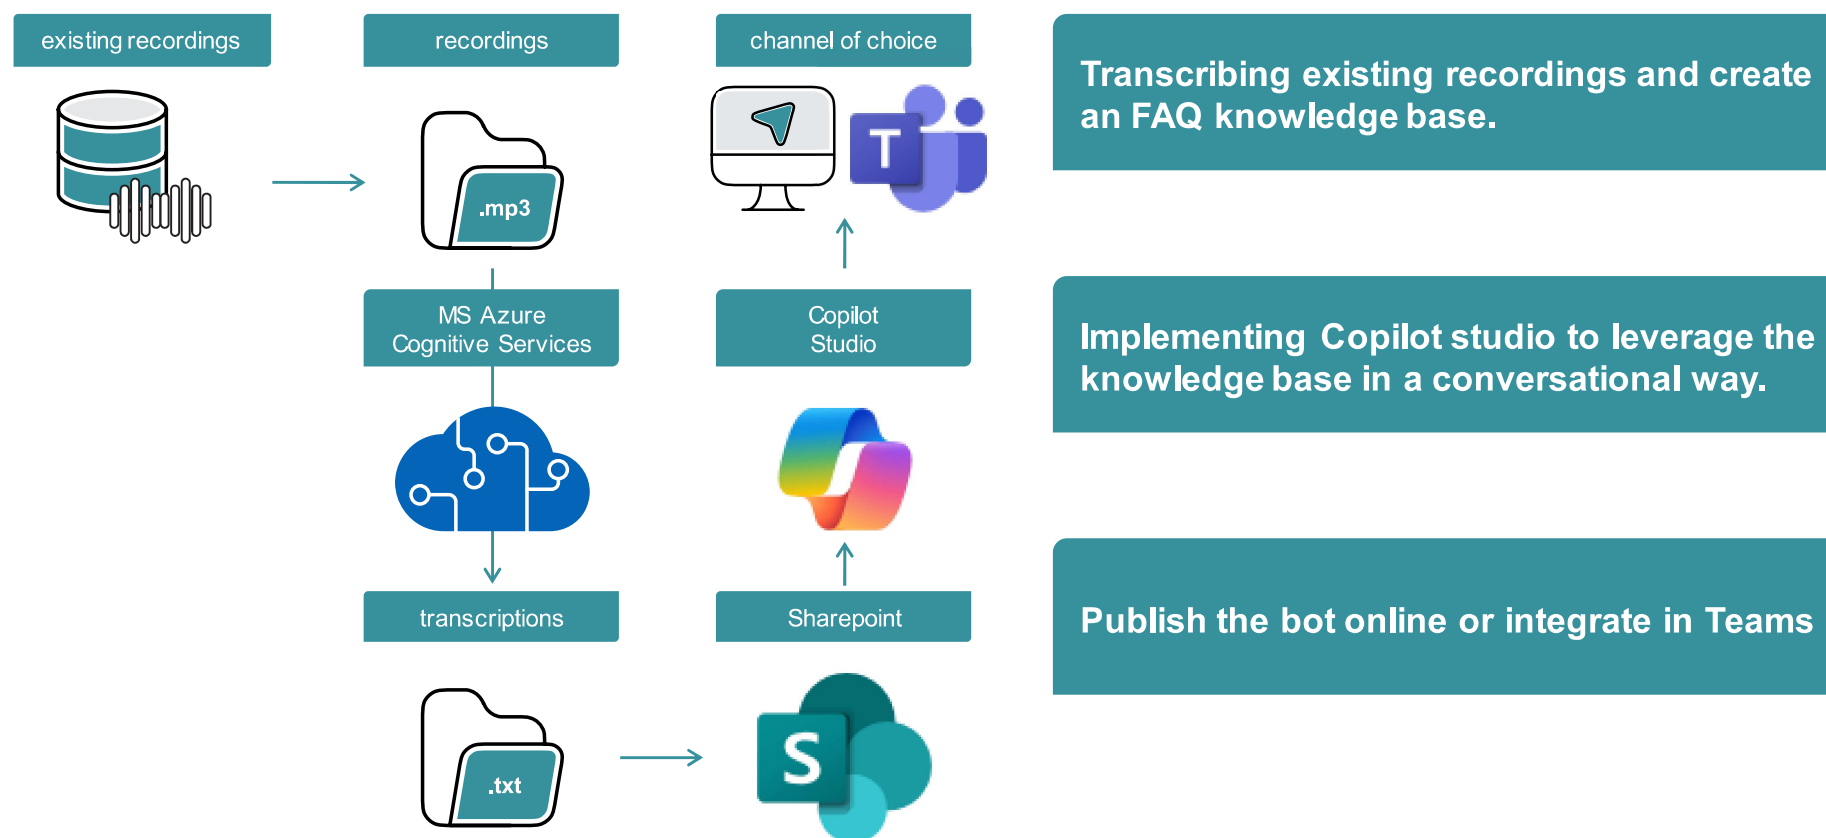 existing recordings
recordings
channel of choice
.mp3
T
MS Azure
Cognitive Services
Copilot
Studio
transcriptions
Sharepoint
.txt
S
Transcribing existing recordings and create
an FAQ knowledge base.
Implementing Copilot studio to leverage the
knowledge base in a conversational way.
Publish the bot online or integrate in Teams